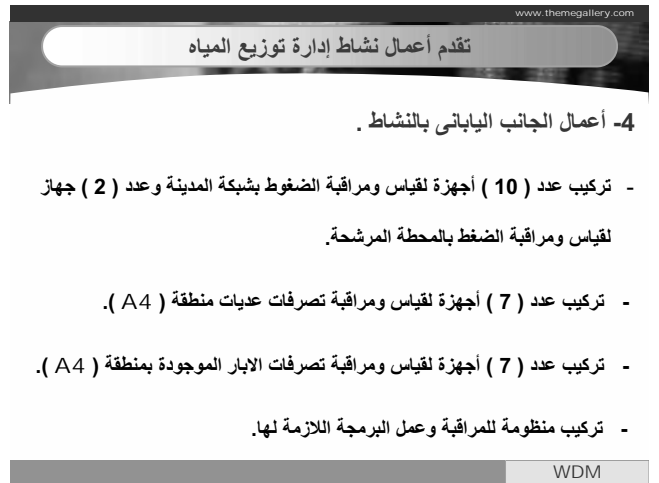 www.themegallery.com
تقدم أعمال نشاط إدارة توزيع المياه
4- أعمال الجانب اليابانى بالنشاط .
- تركيب عدد ( 10 ) أجهزة لقياس ومراقبة الضغوط بشبكة المدينة وعدد ( 2 ) جهاز
لقياس ومراقبة الضغط بالمحطة المرشحة.
- تركيب عدد ( 7 ) أجهزة لقياس ومراقبة تصرفات عديات منطقة ( A4 ).
- تركيب عدد ( 7 ) أجهزة لقياس ومراقبة تصرفات الابار الموجودة بمنطقة ( A4 ).
- تركيب منظومة للمراقبة وعمل البرمجة اللازمة لها.
WDM